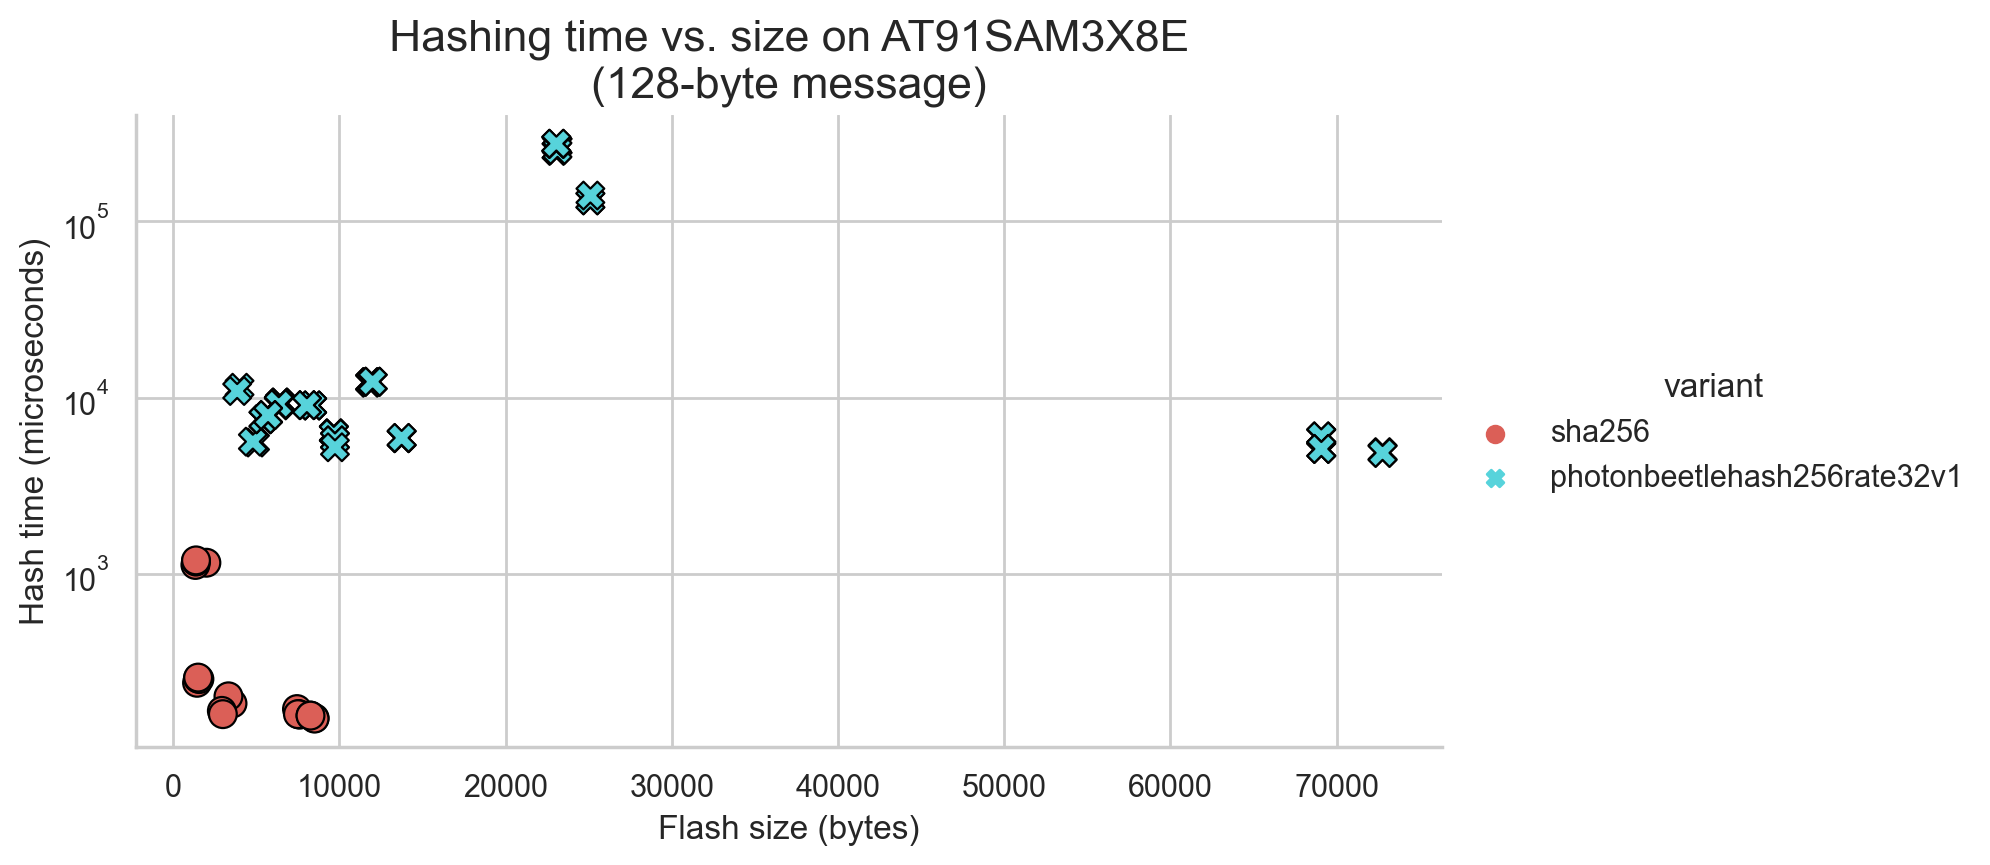 Hashing time vs. size on AT91SAM3X8E
(128-byte message)
Hash time (microseconds)
10^5
10^4
10^3
0 10000 20000 30000 40000 50000 60000 70000
Flash size (bytes)
variant
sha256
photonbeetlehash256rate32v1